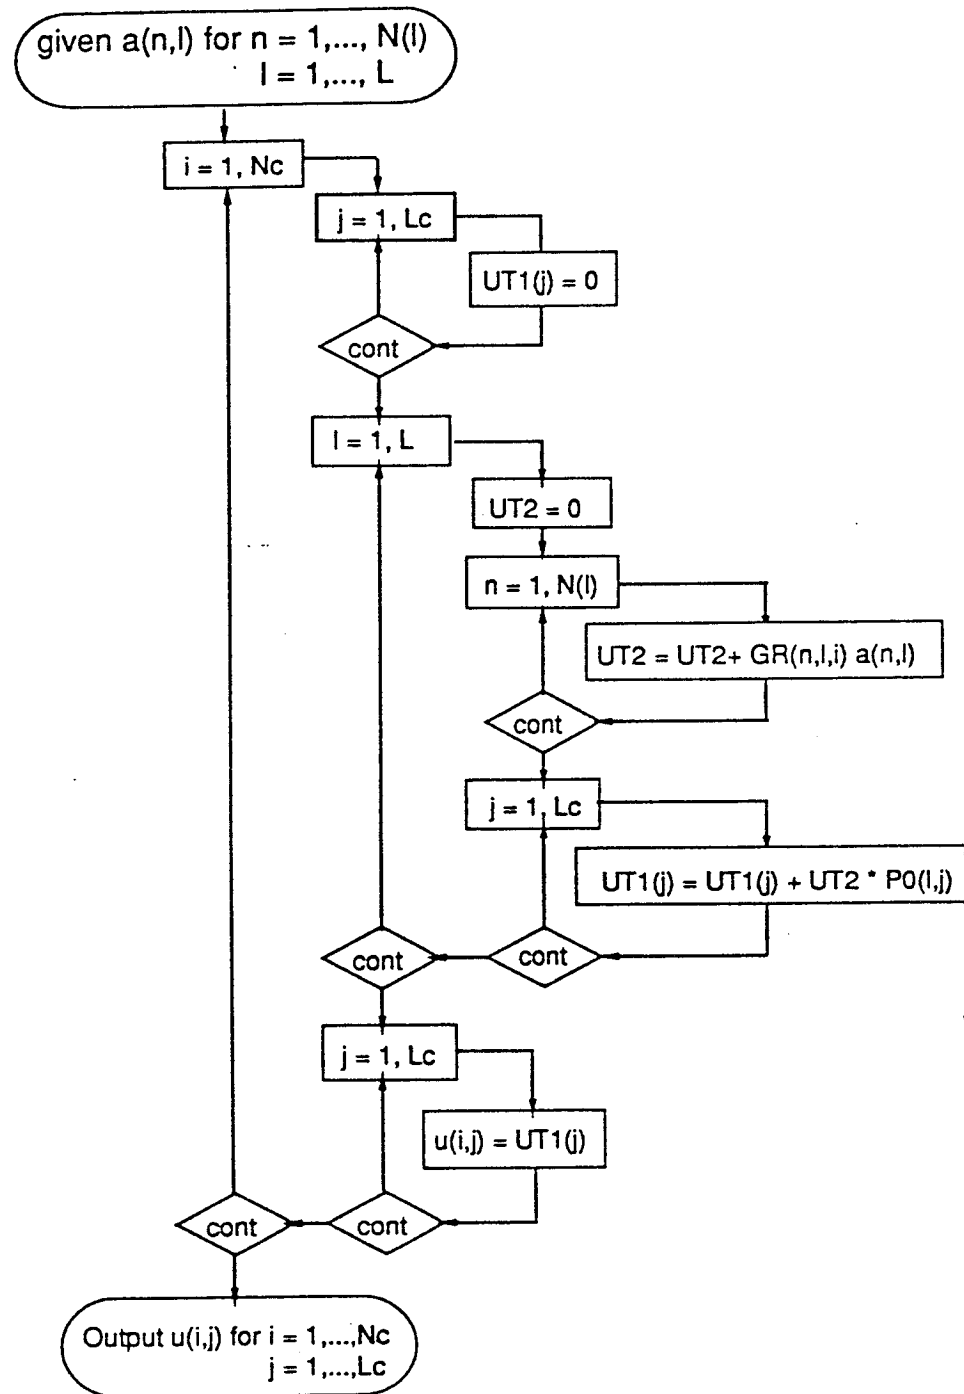 given a(n,l) for n = 1,..., N(l)
l = 1,..., L
i = 1, Nc
j = 1, Lc
UT1(j) = 0
cont
l = 1, L
UT2 = 0
n = 1, N(l)
UT2 = UT2+ GR(n,l,i) a(n,l)
cont
j = 1, Lc
UT1(j) = UT1(j) + UT2 * P0(l,j)
cont
cont
j = 1, Lc
u(i,j) = UT1(j)
cont
cont
Output u(i,j) for i = 1,...,Nc
j = 1,...,Lc